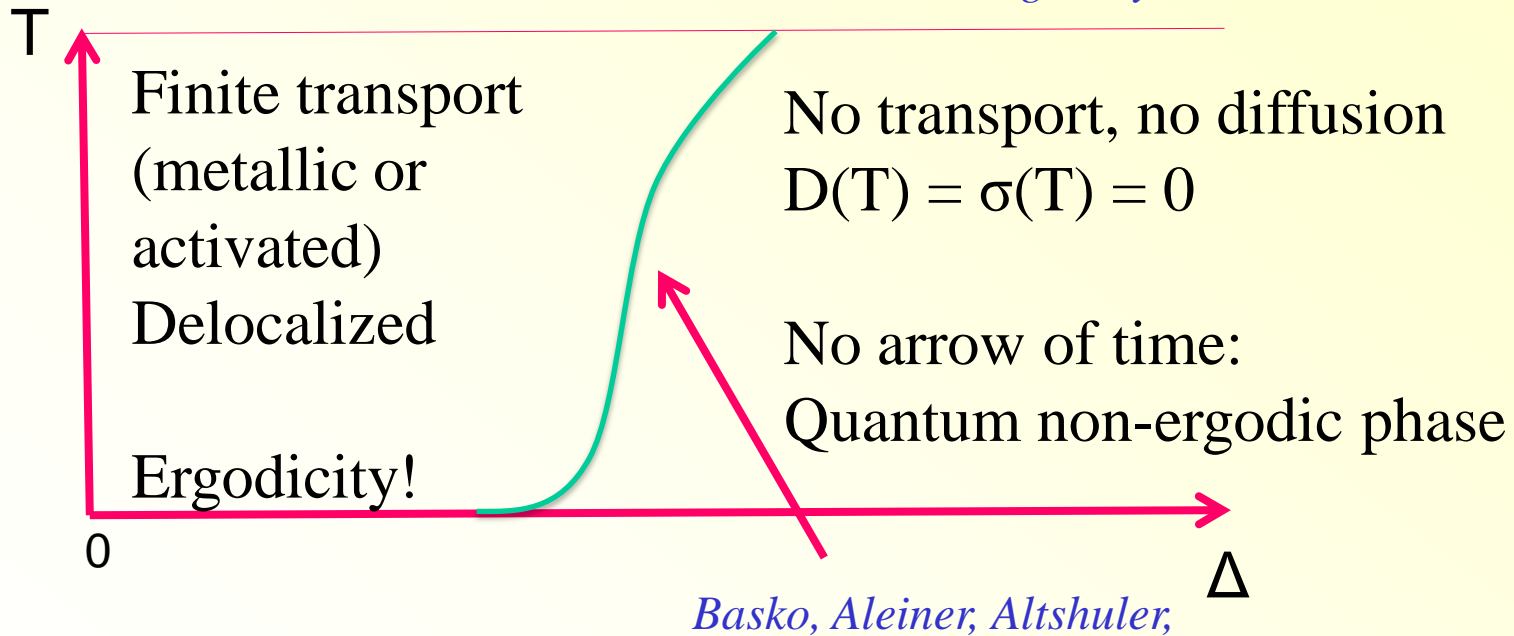 T
Finite transport
(metallic or
activated)
Delocalized
Ergodicity!
No transport, no diffusion
D(T) = σ(T) = 0
No arrow of time:
Quantum non-ergodic phase
0
Δ
Basko, Aleiner, Altshuler,